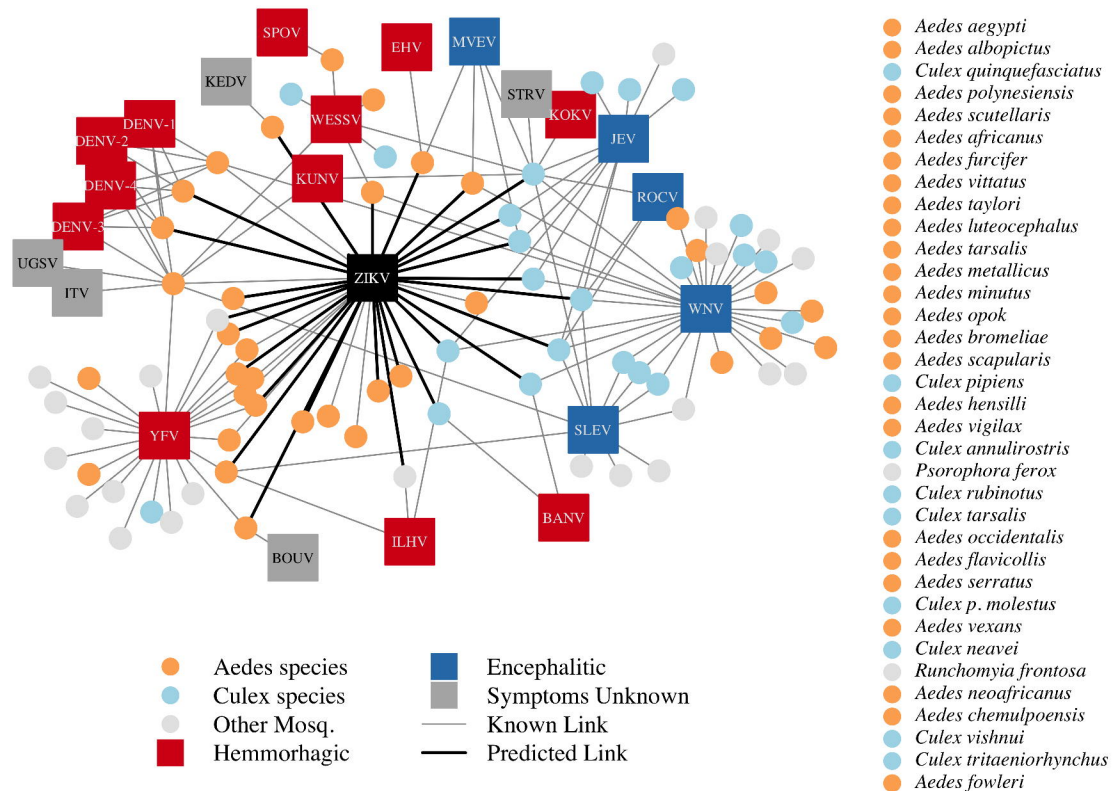 SPOV
EHV
MVEV
KEDV
STRV
WESSV
KOKV
DENV-1
DENV-2
JEV
KUNV
DENV-4
ROCV
DENV-3
UGSV
ITV
ZIKV
WNV
YFV
SLEV
BANV
ILHV
BOUV
Aedes species
Culex species
Other Mosq.
Hemmorhagic
Encephalitic
Symptoms Unknown
Known Link
Predicted Link
Aedes aegypti
Aedes albopictus
Culex quinquefasciatus
Aedes polynesiensis
Aedes scutellaris
Aedes africanus
Aedes furcifer
Aedes vittatus
Aedes taylori
Aedes luteocephalus
Aedes tarsalis
Aedes metallicus
Aedes minutus
Aedes opok
Aedes bromeliae
Aedes scapularis
Culex pipiens
Aedes hensilli
Aedes vigilax
Culex annulirostris
Psorophora ferox
Culex rubinotus
Culex tarsalis
Aedes occidentalis
Aedes flavicollis
Aedes serratus
Culex p. molestus
Aedes vexans
Culex neavei
Runchomyia frontosa
Aedes neoafricanus
Aedes chemulpoensis
Culex vishnui
Culex tritaeniorhynchus
Aedes fowleri